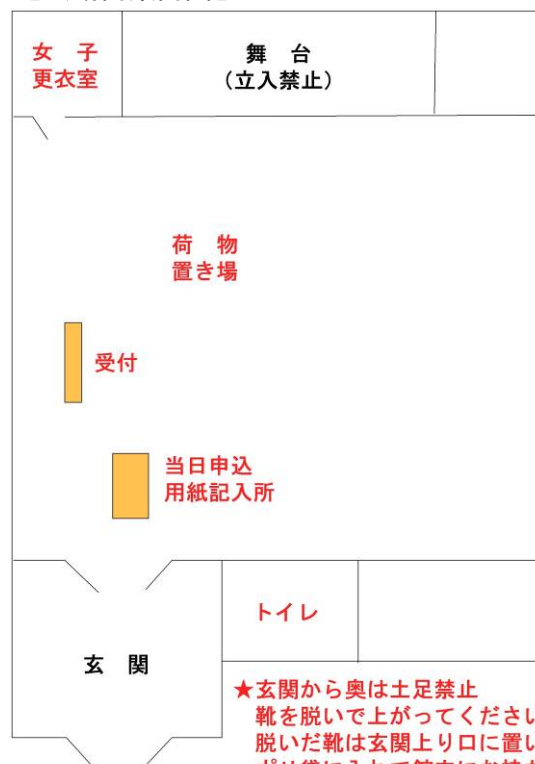 女 子
更衣室
舞 台
(立入禁止)
荷 物
置き場
受付
当日申込
用紙記入所
トイレ
玄 関
★玄関から奥は土足禁止
靴を脱いで上がってください
脱いだ靴は玄関上り口に置い